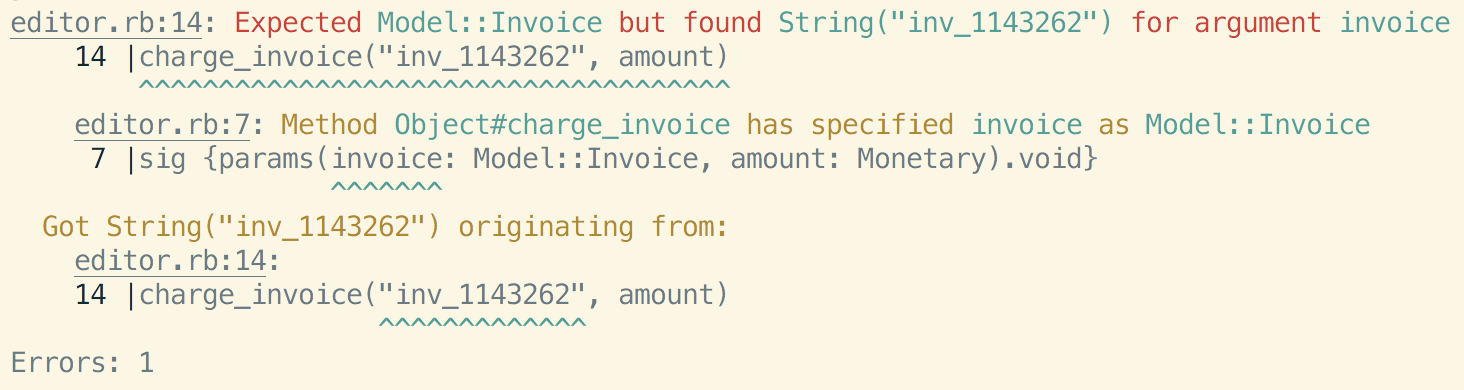 editor.rb:14: Expected Model::Invoice but found String("inv_1143262") for argument invoice
    14 |charge_invoice("inv_1143262", amount)
        ^^^^^^^^^^^^^^^^^^^^^^^^^^^^^^^^^^^^^
    editor.rb:7: Method Object#charge_invoice has specified invoice as Model::Invoice
     7 |sig {params(invoice: Model::Invoice, amount: Monetary).void}
                    ^^^^^^^
  Got String("inv_1143262") originating from:
    editor.rb:14:
    14 |charge_invoice("inv_1143262", amount)
                       ^^^^^^^^^^^^^
Errors: 1